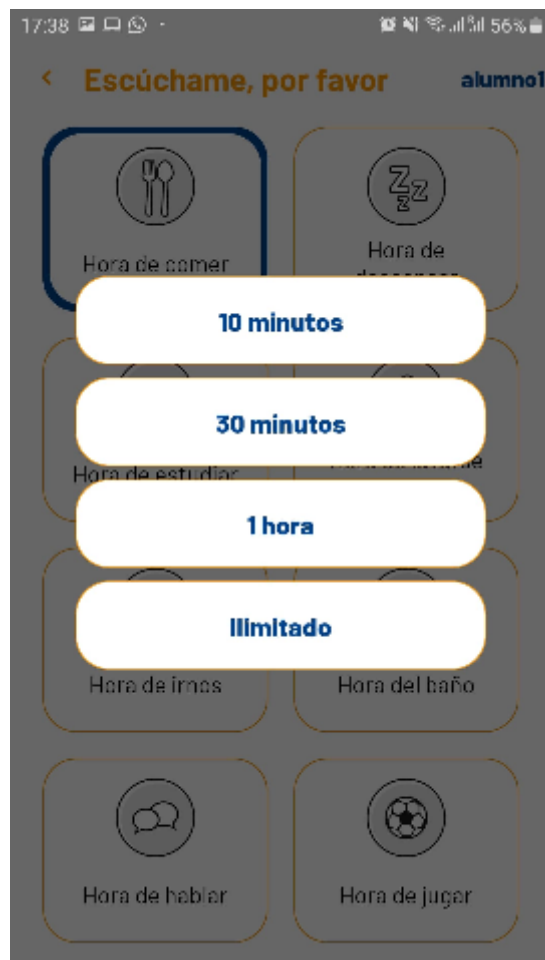 17:38 56%
Escúchame, por favor alumno1
Hora de comer
Hora de
10 minutos
30 minutos
Hora de estudiar
1 hora
Ilimitado
Hora de irnos
Hora del baño
Hora de hablar
Hora de jugar